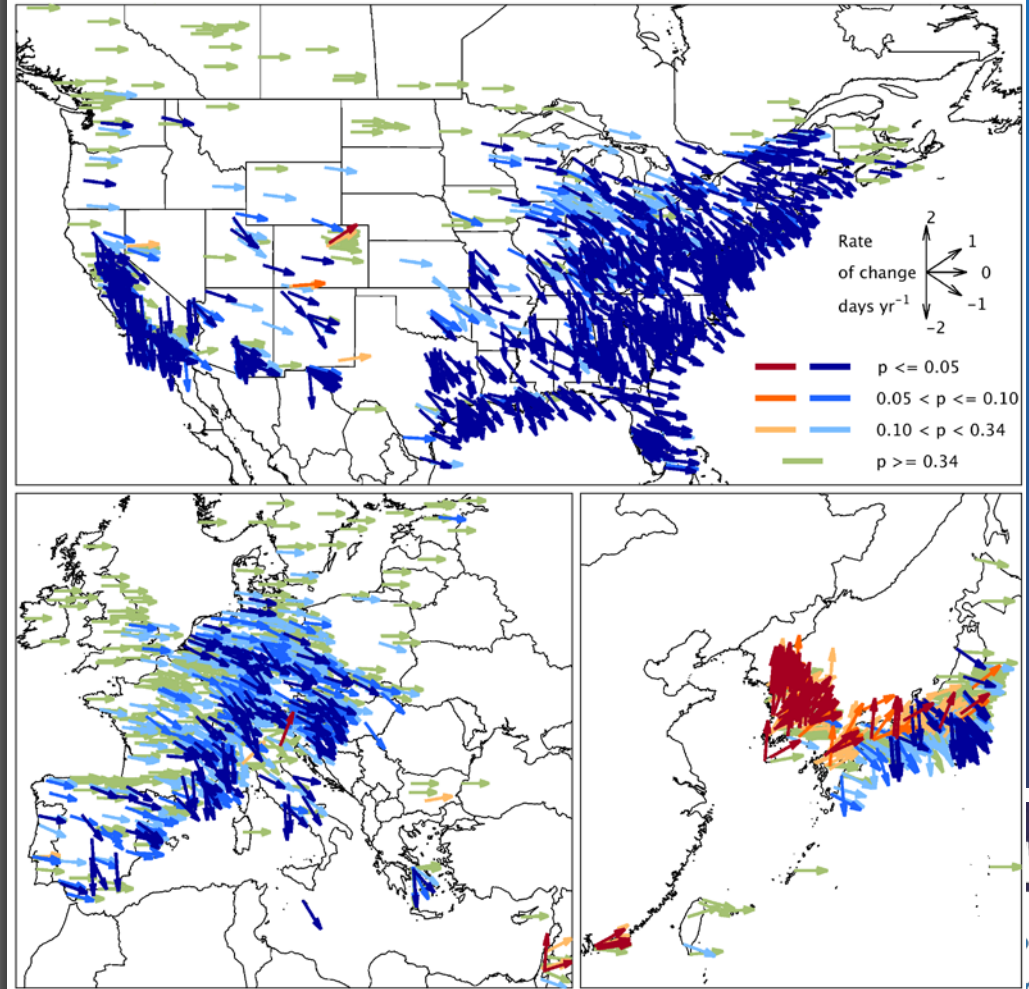 2
Rate
1
of change
0
days yr⁻¹
−1
−2
p <= 0.05
0.05 < p <= 0.10
0.10 < p < 0.34
p >= 0.34